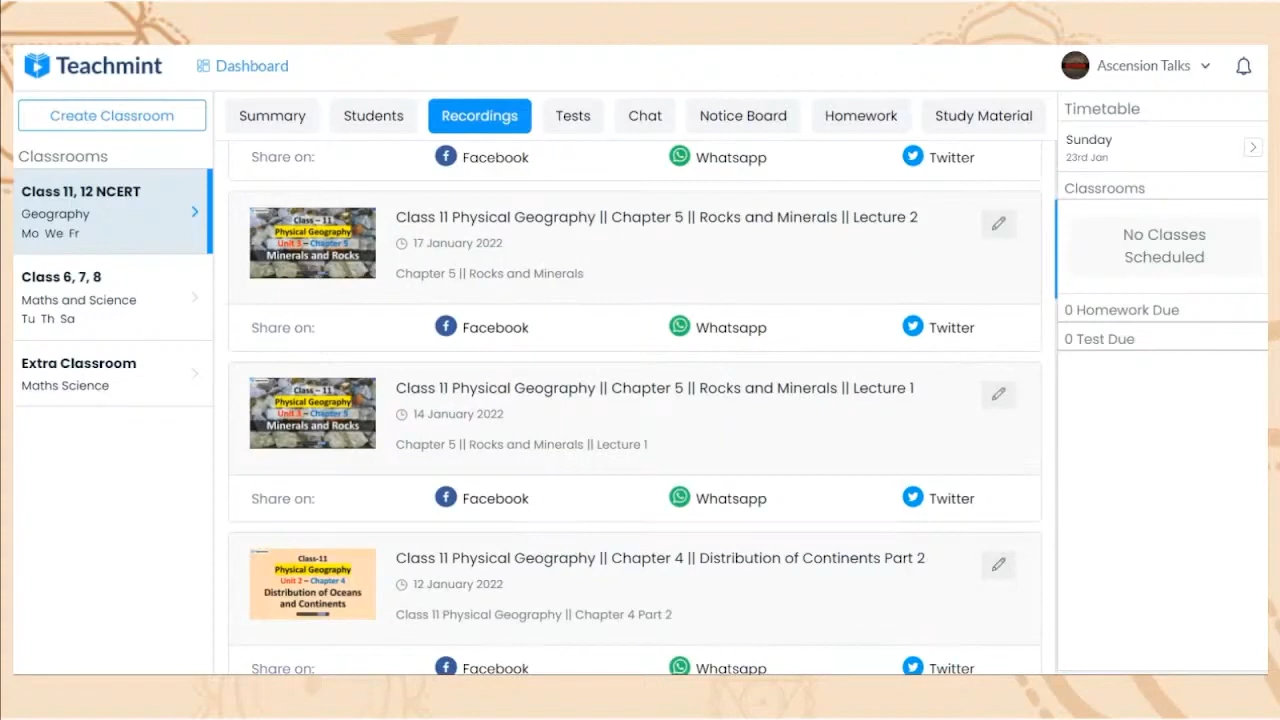 Teachmint
Dashboard
Ascension Talks
Create Classroom
Summary
Students
Recordings
Tests
Chat
Notice Board
Homework
Study Material
Classrooms
Class 11, 12 NCERT
Geography
Mo We Fr
Class 6, 7, 8
Maths and Science
Tu Th Sa
Extra Classroom
Maths Science
Share on:
Facebook
Whatsapp
Twitter
Class – 11
Physical Geography
Unit 3 – Chapter 5
Minerals and Rocks
Class 11 Physical Geography || Chapter 5 || Rocks and Minerals || Lecture 2
17 January 2022
Chapter 5 || Rocks and Minerals
Share on:
Facebook
Whatsapp
Twitter
Class – 11
Physical Geography
Unit 3 – Chapter 5
Minerals and Rocks
Class 11 Physical Geography || Chapter 5 || Rocks and Minerals || Lecture 1
14 January 2022
Chapter 5 || Rocks and Minerals || Lecture 1
Share on:
Facebook
Whatsapp
Twitter
Class-11
Physical Geography
Unit 2 – Chapter 4
Distribution of Oceans
and Continents
Class 11 Physical Geography || Chapter 4 || Distribution of Continents Part 2
12 January 2022
Class 11 Physical Geography || Chapter 4 Part 2
Share on:
Facebook
Whatsapp
Twitter
Timetable
Sunday
23rd Jan
Classrooms
No Classes
Scheduled
0 Homework Due
0 Test Due